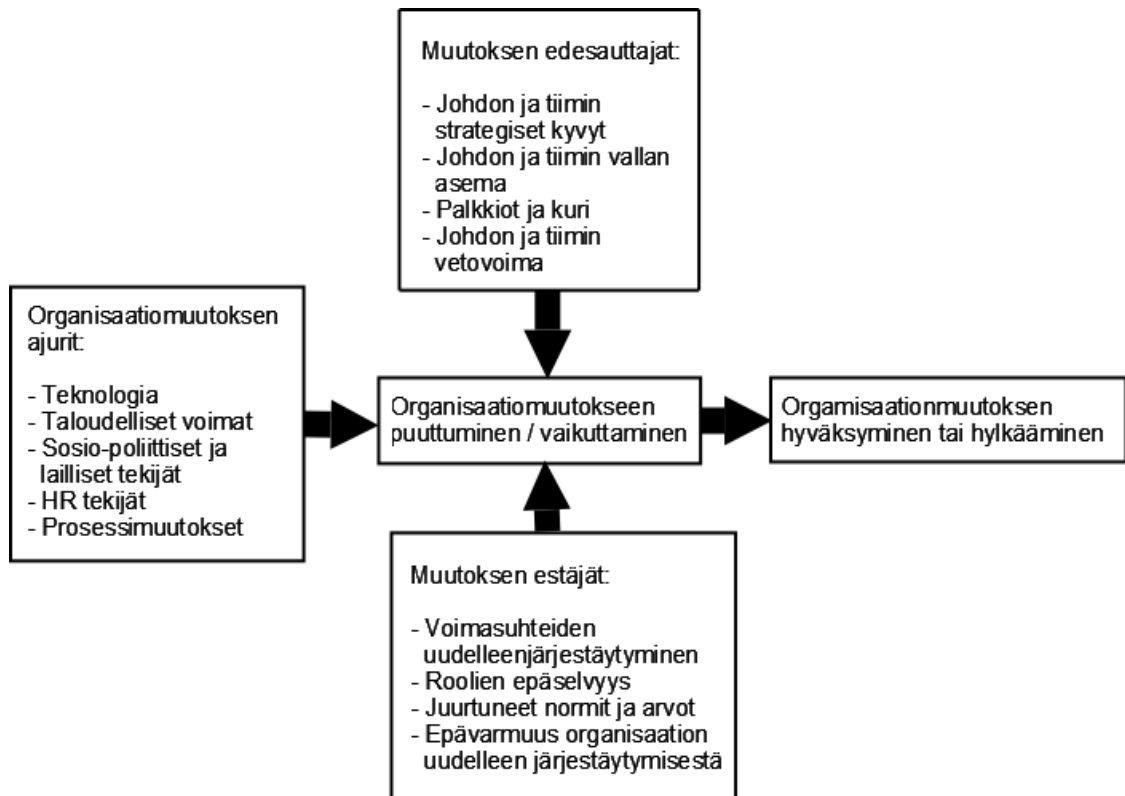 Muutoksen edesauttajat:
- Johdon ja tiimin
strategiset kyvyt
- Johdon ja tiimin vallan
asema
- Palkkiot ja kuri
- Johdon ja tiimin
vetovoima
Organisaatiomuutoksen
ajurit:
- Teknologia
- Taloudelliset voimat
- Sosio-poliittiset ja
lailliset tekijät
- HR tekijät
- Prosessimuutokset
Organisaatiomuutokseen
puuttuminen / vaikuttaminen
Orgamisaationmuutoksen
hyväksyminen tai hylkääminen
Muutoksen estäjät:
- Voimasuhteiden
uudelleenjärjestäytyminen
- Roolien epäselvyys
- Juurtuneet normit ja arvot
- Epävarmuus organisaation
uudelleen järjestäytymisestä